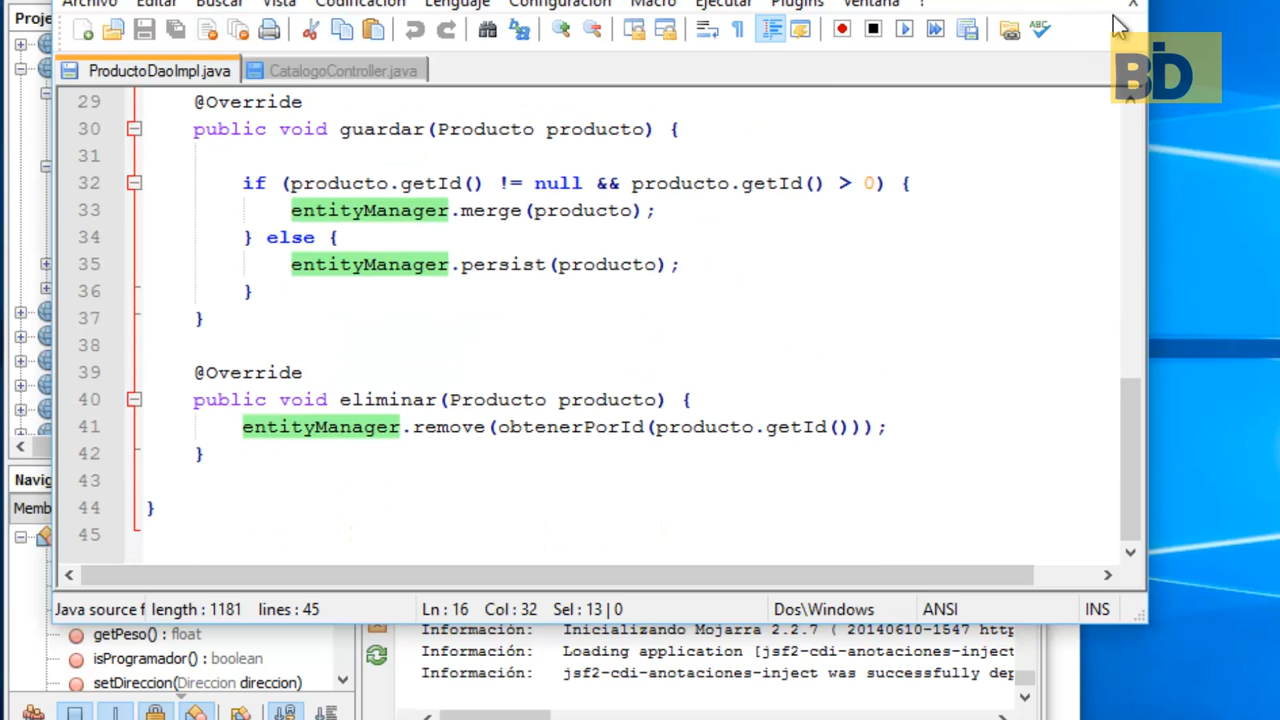 Archivo Editar Buscar Vista Codificación Lenguaje Configuración Macro Ejecutar Plugins Ventana ?
Proje
BD
ProductoDaoImpl.java CatalogoController.java
29 @Override
30 public void guardar(Producto producto) {
31
32 if (producto.getId() != null && producto.getId() > 0) {
33 entityManager.merge(producto);
34 } else {
35 entityManager.persist(producto);
36 }
37 }
38
39 @Override
40 public void eliminar(Producto producto) {
41 entityManager.remove(obtenerPorId(producto.getId()));
42 }
43
44 }
45
Navig
Memb
Java source f length : 1181 lines : 45 Ln : 16 Col : 32 Sel : 13 | 0 Dos\Windows ANSI INS
getPeso() : float
isProgramador() : boolean
setDireccion(Direccion direccion)
Información: Inicializando Mojarra 2.2.7 ( 20140610-1547 http
Información: Loading application [jsf2-cdi-anotaciones-inject
Información: jsf2-cdi-anotaciones-inject was successfully dep